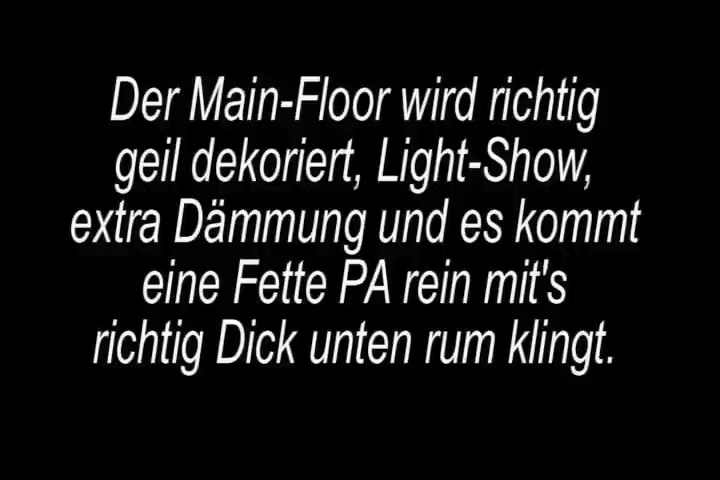 Der Main-Floor wird richtig
geil dekoriert, Light-Show,
extra Dämmung und es kommt
eine Fette PA rein mit's
richtig Dick unten rum klingt.